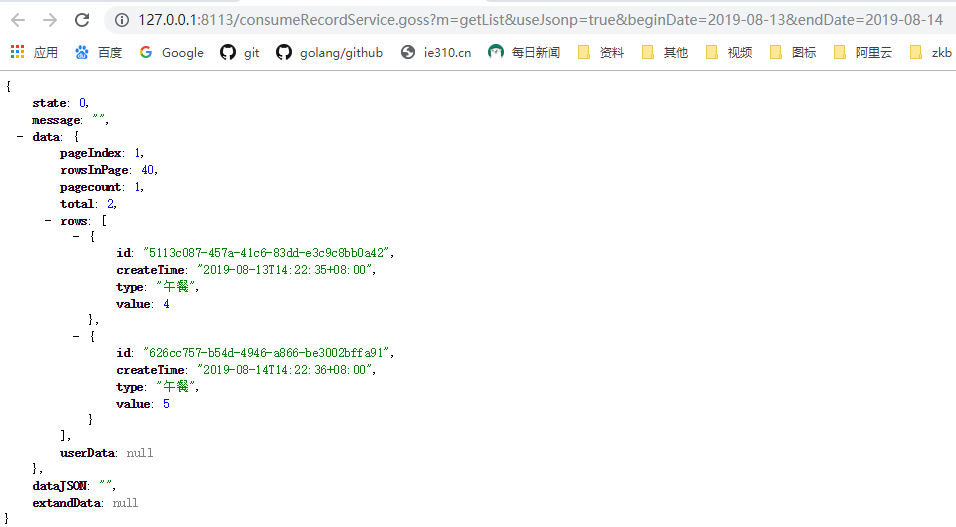 127.0.0.1:8113/consumeRecordService.goss?m=getList&useJsonp=true&beginDate=2019-08-13&endDate=2019-08-14
应用 百度 Google git golang/github ie310.cn 每日新闻 资料 其他 视频 图标 阿里云 zkb
{
state: 0,
message: "",
- data: {
pageIndex: 1,
rowsInPage: 40,
pagecount: 1,
total: 2,
- rows: [
- {
id: "5113c087-457a-41c6-83dd-e3c9c8bb0a42",
createTime: "2019-08-13T14:22:35+08:00",
type: "午餐",
value: 4
},
- {
id: "626cc757-b54d-4946-a866-be3002bffa91",
createTime: "2019-08-14T14:22:36+08:00",
type: "午餐",
value: 5
}
],
userData: null
},
dataJSON: "",
extandData: null
}